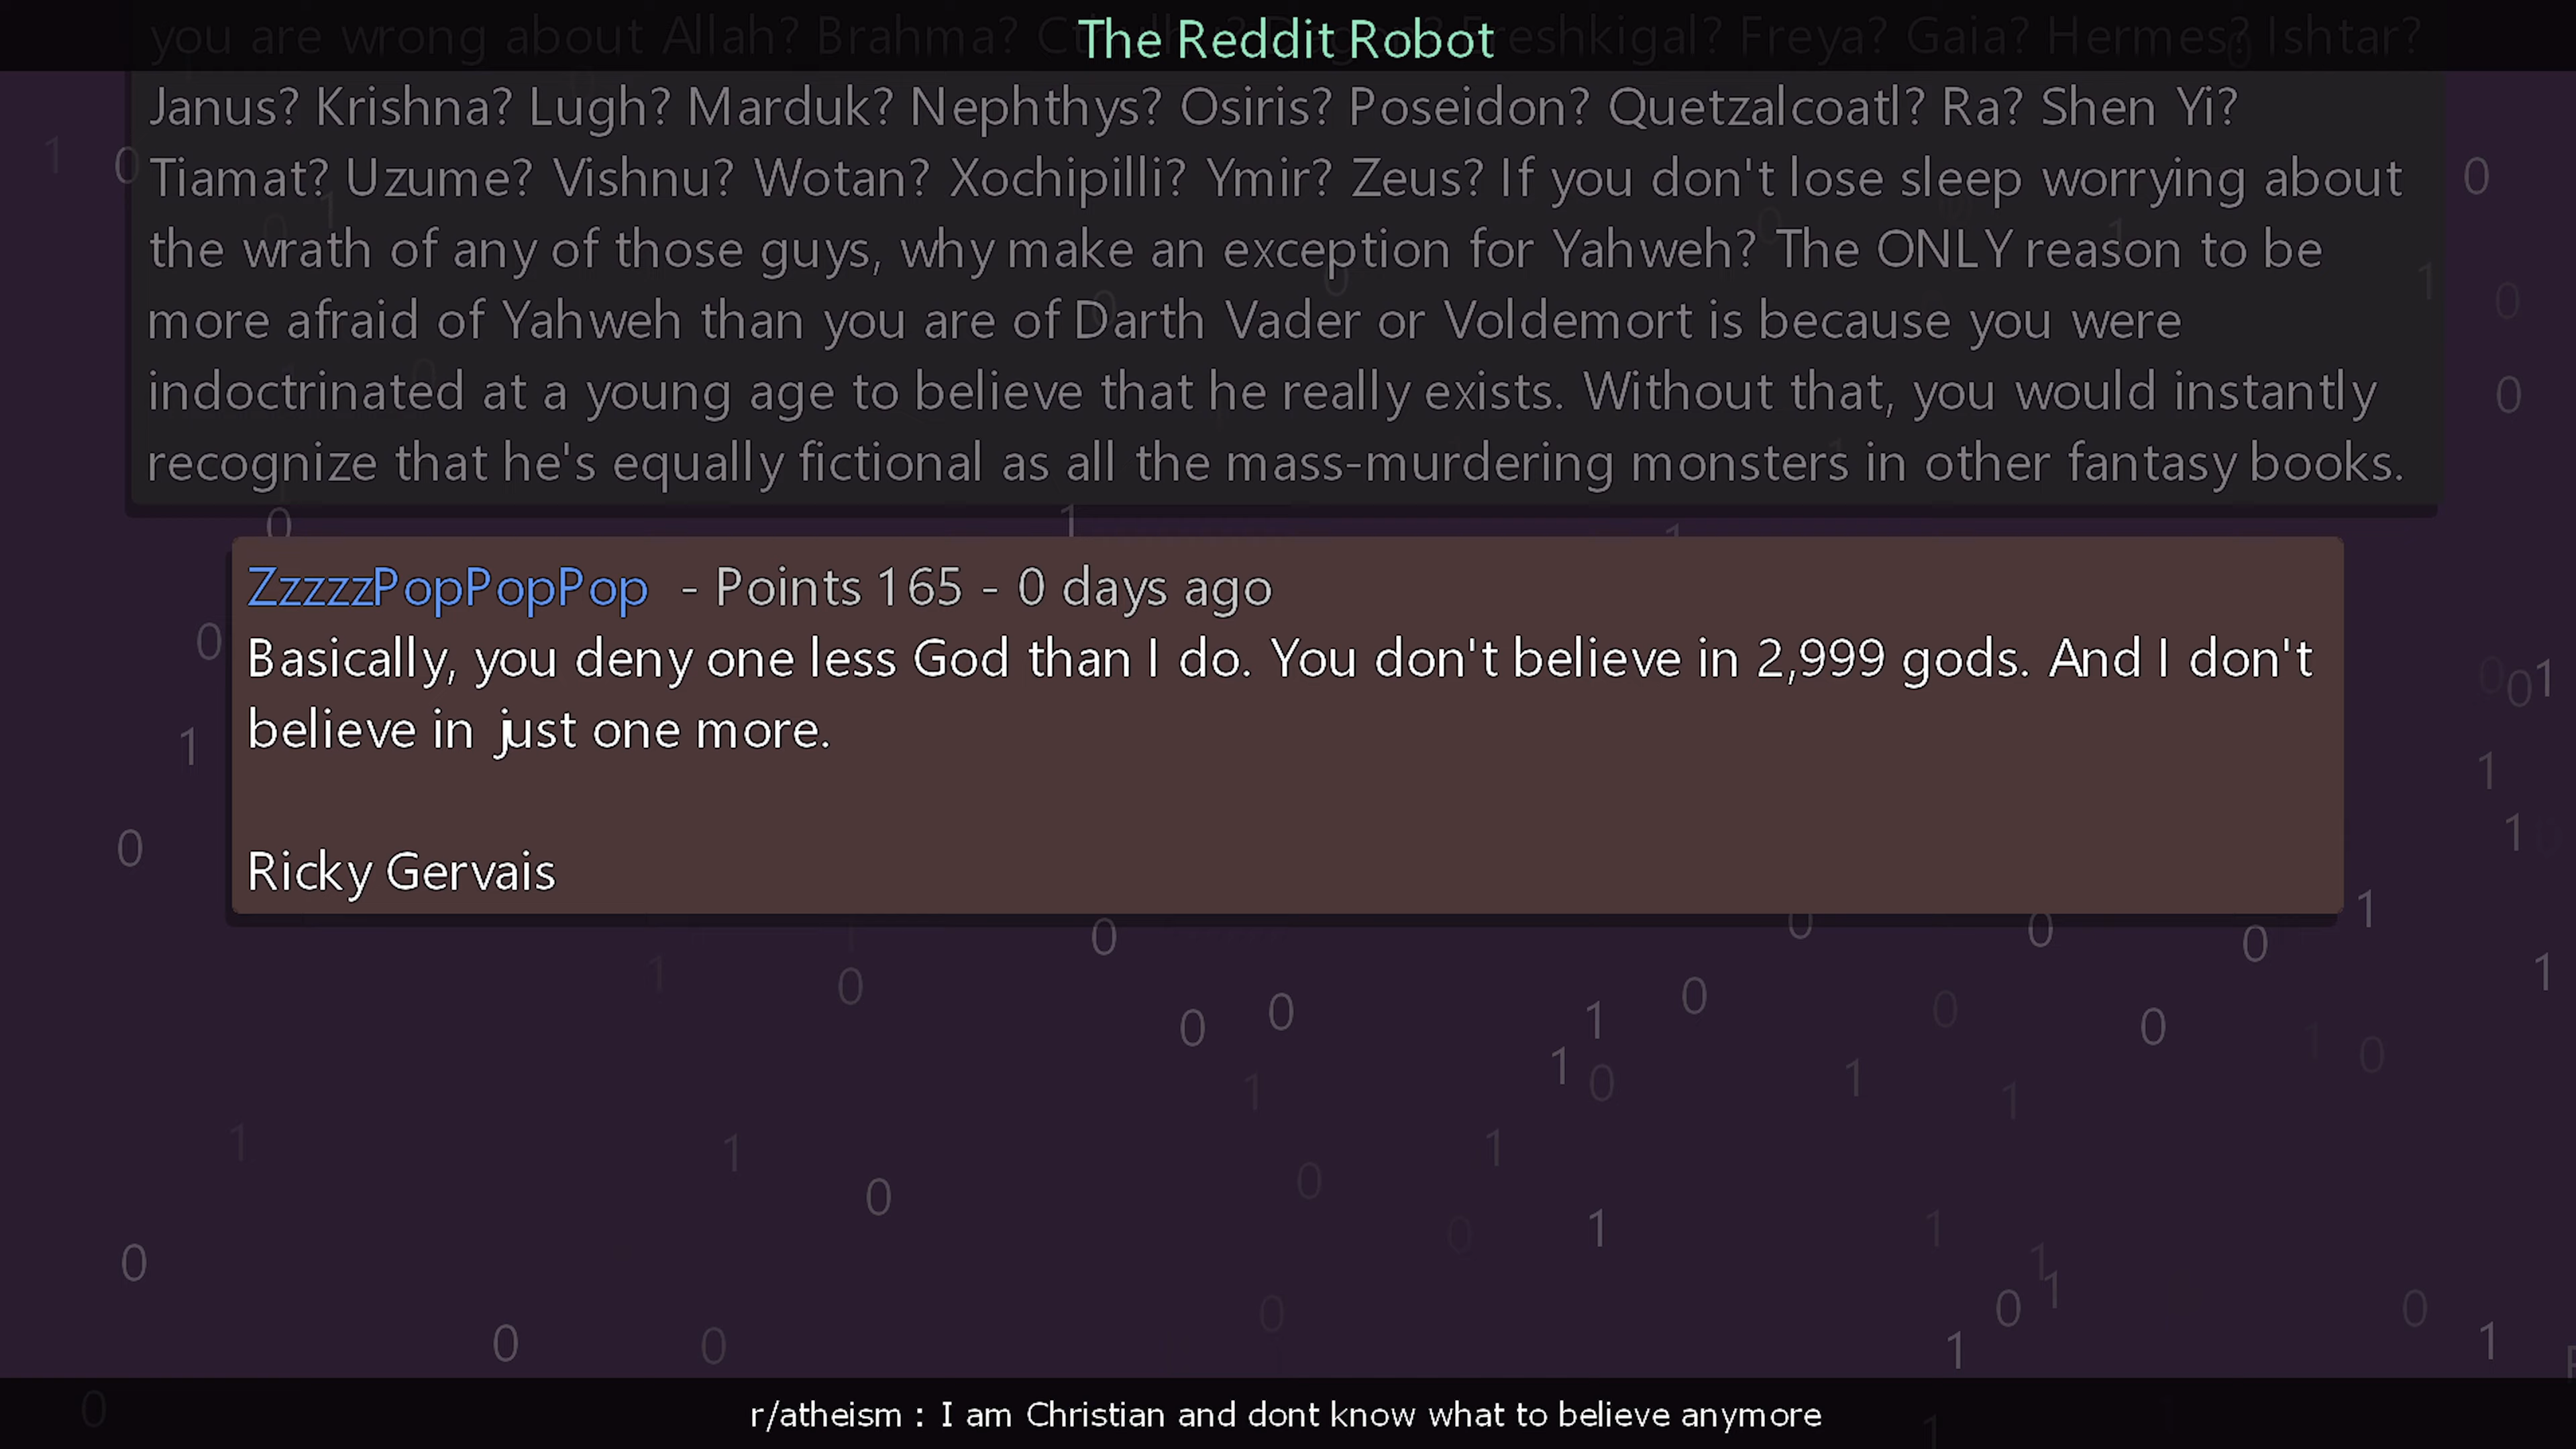 The Reddit Robot
you are wrong about Allah? Brahma? reshkigal? Freya? Gaia? Hermes? Ishtar?
Janus? Krishna? Lugh? Marduk? Nephthys? Osiris? Poseidon? Quetzalcoatl? Ra? Shen Yi?
Tiamat? Uzume? Vishnu? Wotan? Xochipilli? Ymir? Zeus? If you don't lose sleep worrying about
the wrath of any of those guys, why make an exception for Yahweh? The ONLY reason to be
more afraid of Yahweh than you are of Darth Vader or Voldemort is because you were
indoctrinated at a young age to believe that he really exists. Without that, you would instantly
recognize that he's equally fictional as all the mass-murdering monsters in other fantasy books.
ZzzzzPopPopPop - Points 165 - 0 days ago
Basically, you deny one less God than I do. You don't believe in 2,999 gods. And I don't
believe in just one more.
Ricky Gervais
r/atheism : I am Christian and dont know what to believe anymore